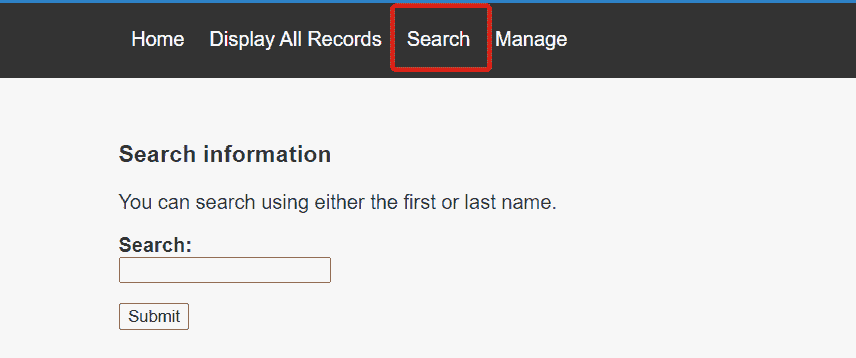 Home Display All Records Search Manage
Search information
You can search using either the first or last name.
Search:
Submit